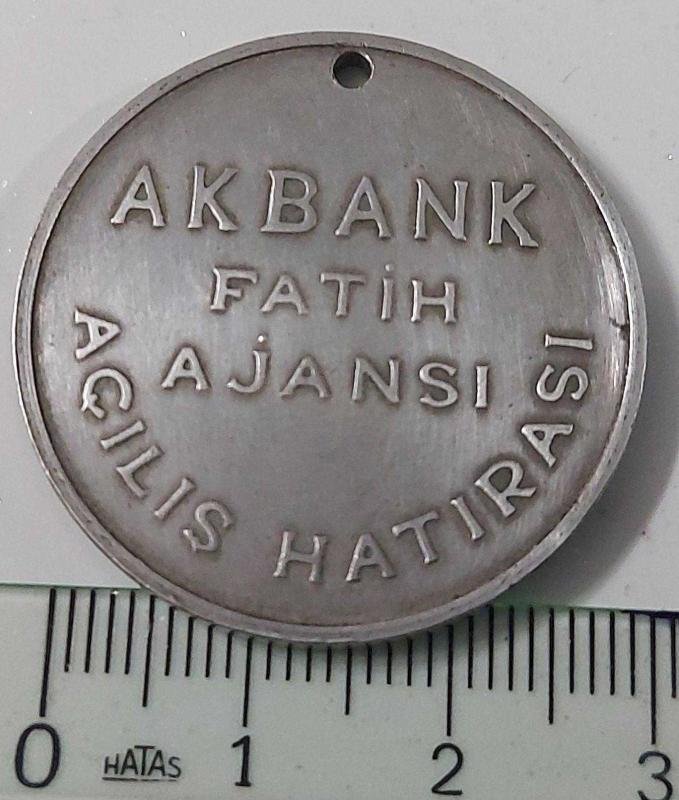 AKBANK
FATİH
AJANSI
AÇILIŞ HATIRASI
0 1 2 3
HATAS